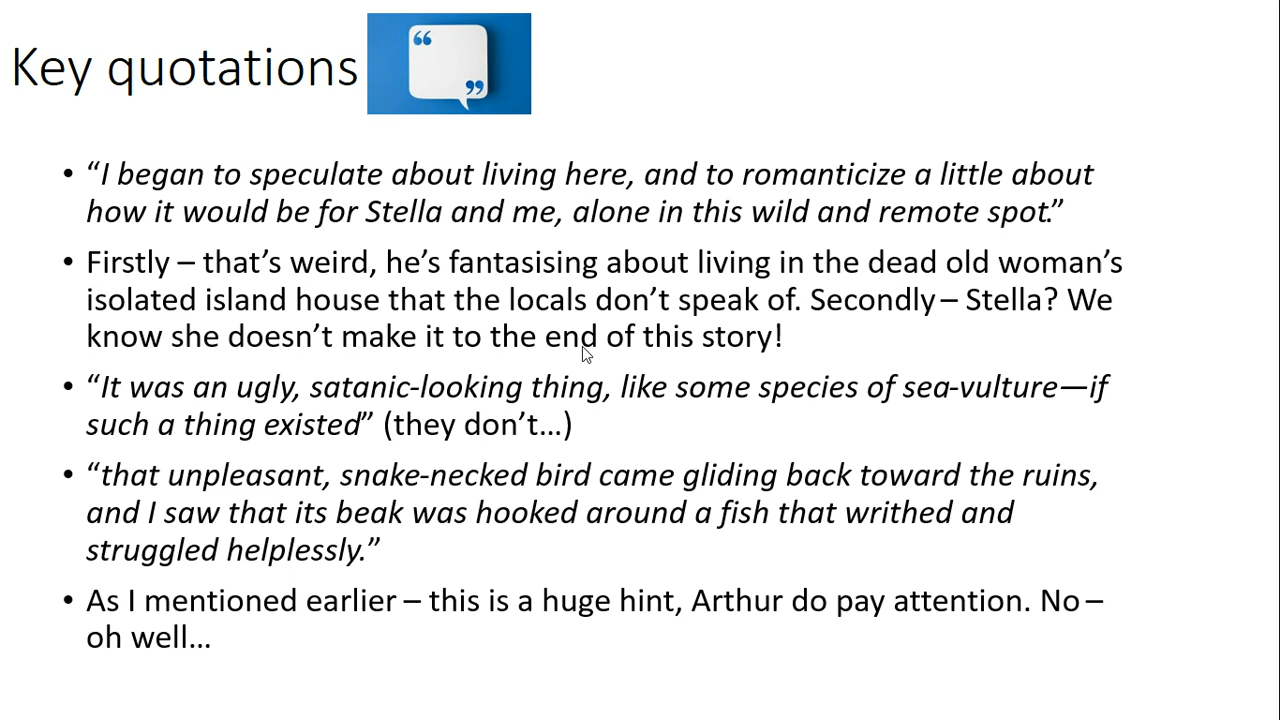 Key quotations
“ ”
• “I began to speculate about living here, and to romanticize a little about
how it would be for Stella and me, alone in this wild and remote spot.”
• Firstly – that’s weird, he’s fantasising about living in the dead old woman’s
isolated island house that the locals don’t speak of. Secondly – Stella? We
know she doesn’t make it to the end of this story!
• “It was an ugly, satanic-looking thing, like some species of sea-vulture—if
such a thing existed” (they don’t…)
• “that unpleasant, snake-necked bird came gliding back toward the ruins,
and I saw that its beak was hooked around a fish that writhed and
struggled helplessly.”
• As I mentioned earlier – this is a huge hint, Arthur do pay attention. No –
oh well…